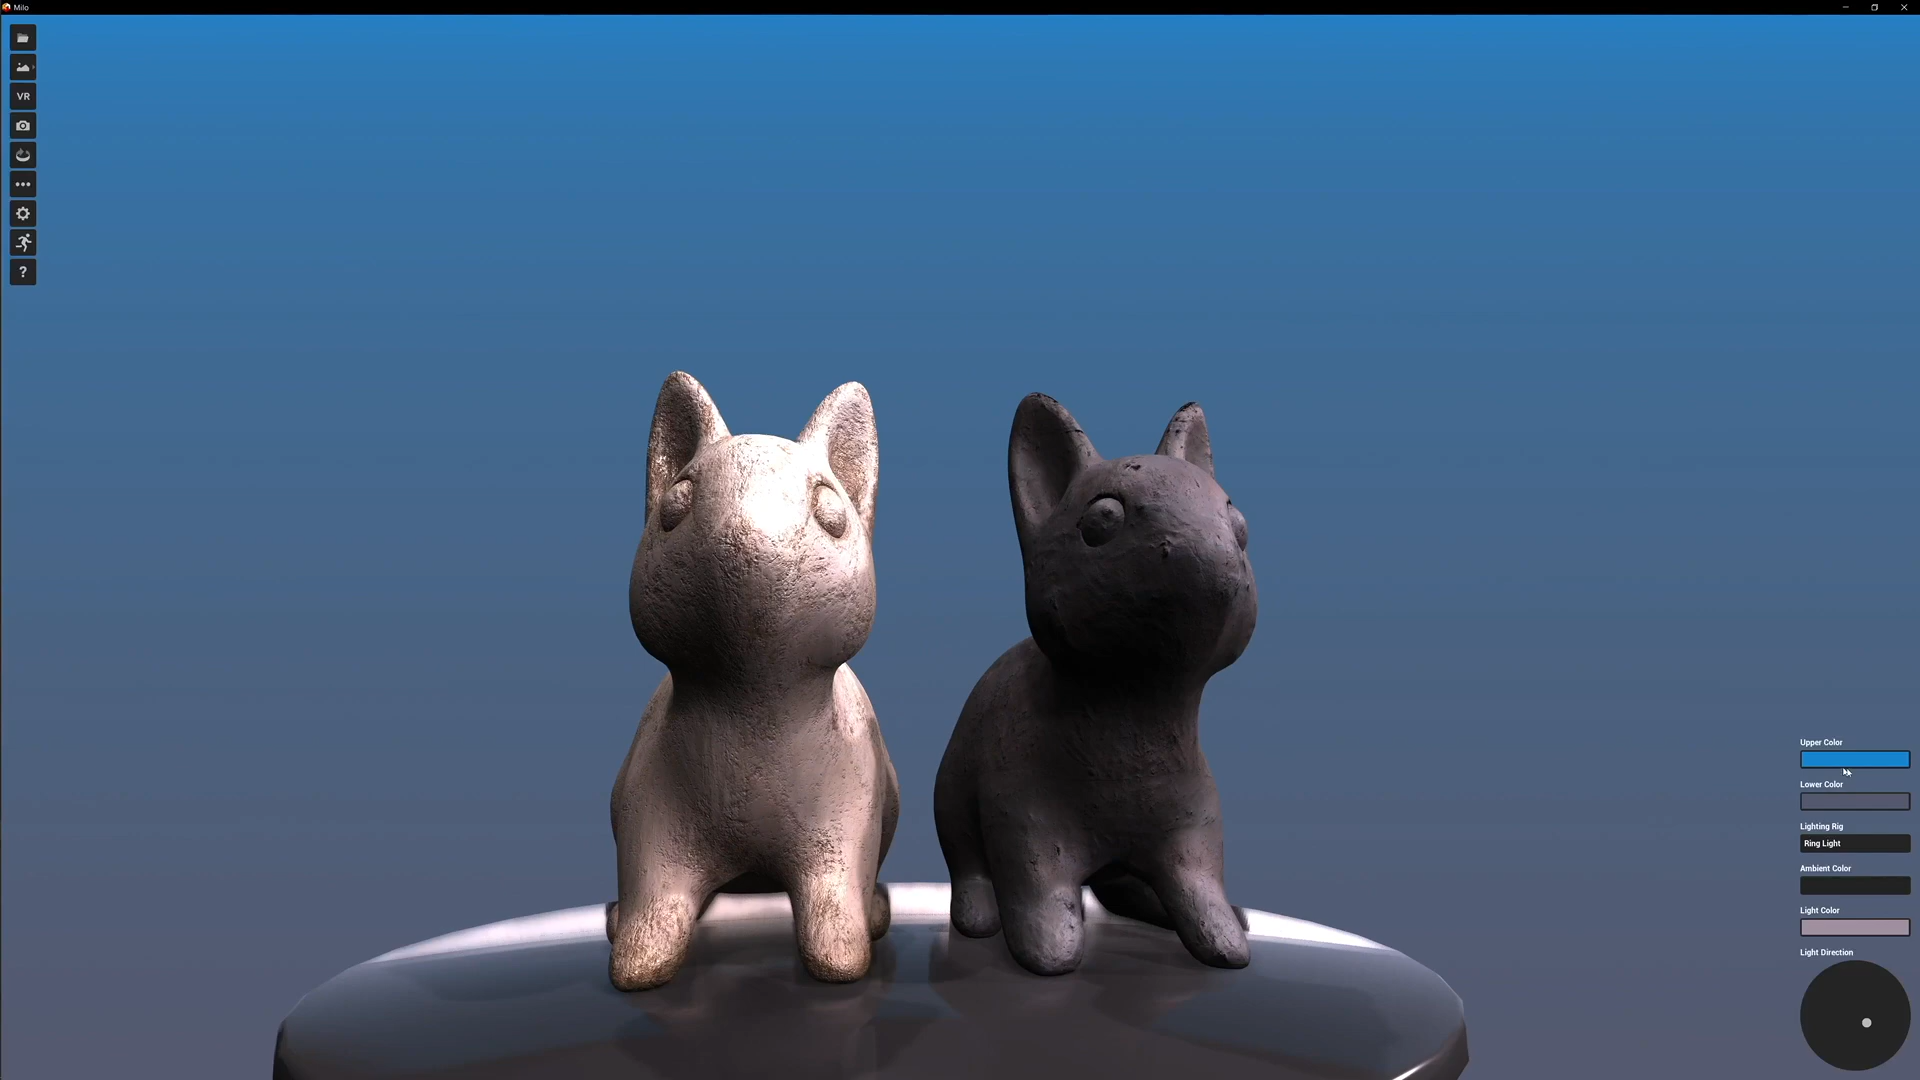 Milo
VR
?
Upper Color
Lower Color
Lighting Rig
Ring Light
Ambient Color
Light Color
Light Direction